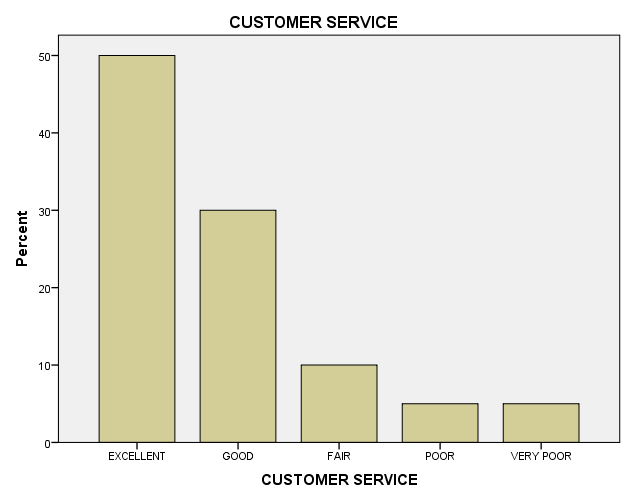 CUSTOMER SERVICE
Percent
50
40
30
20
10
0
EXCELLENT GOOD FAIR POOR VERY POOR
CUSTOMER SERVICE